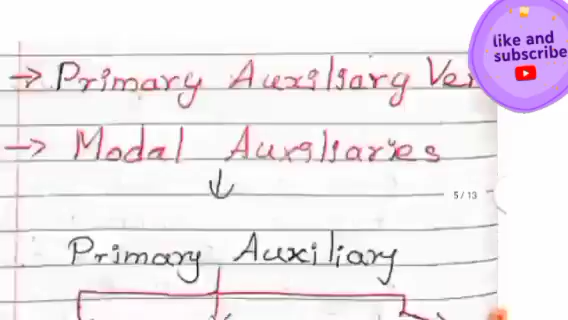 like and
subscribe
→ Primary Auxiliary Ver
→ Modal Auxiliaries
↓
5/13
Primary Auxiliary